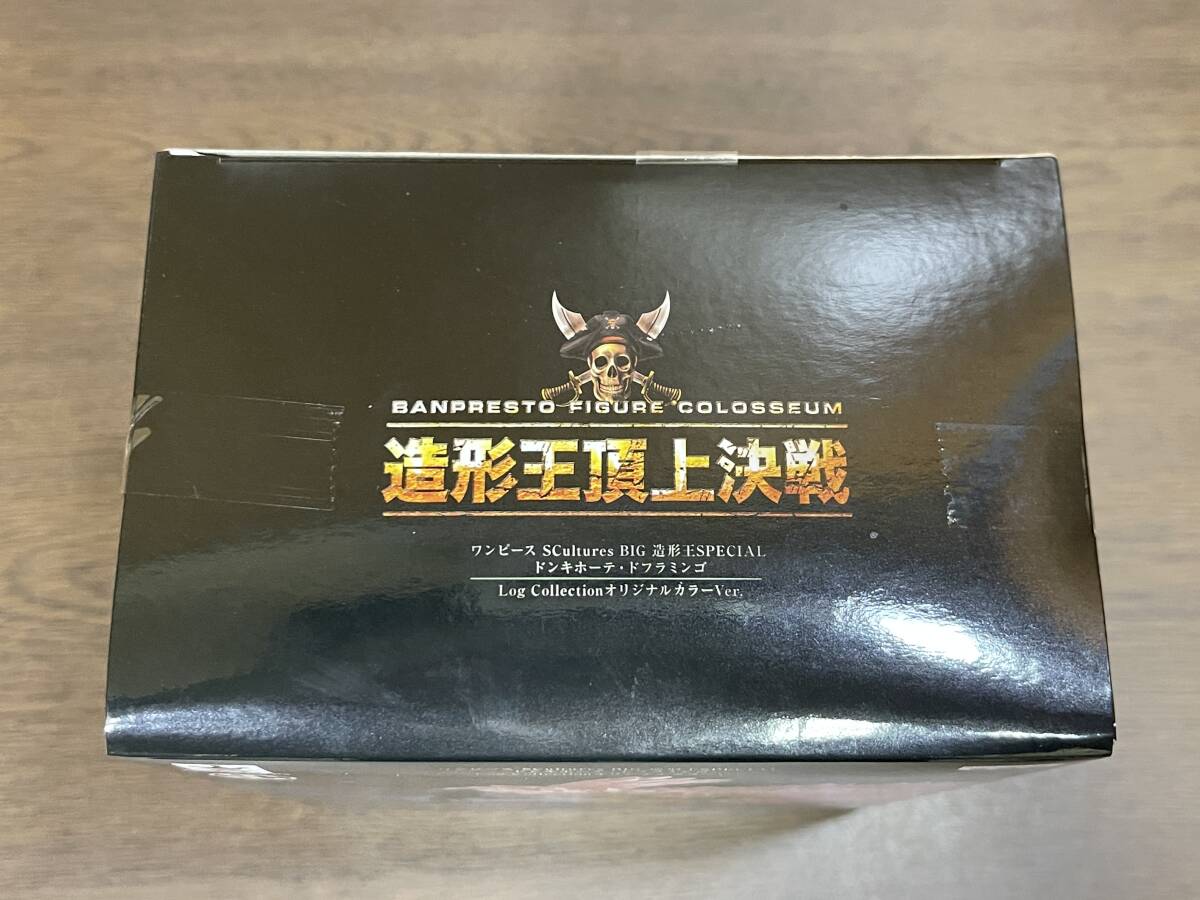 BANPRESTO FIGURE COLOSSEUM
造形王頂上決戦
ワンピース SCultures BIG 造形王SPECIAL
ドンキホーテ・ドフラミンゴ
Log CollectionオリジナルカラーVer.